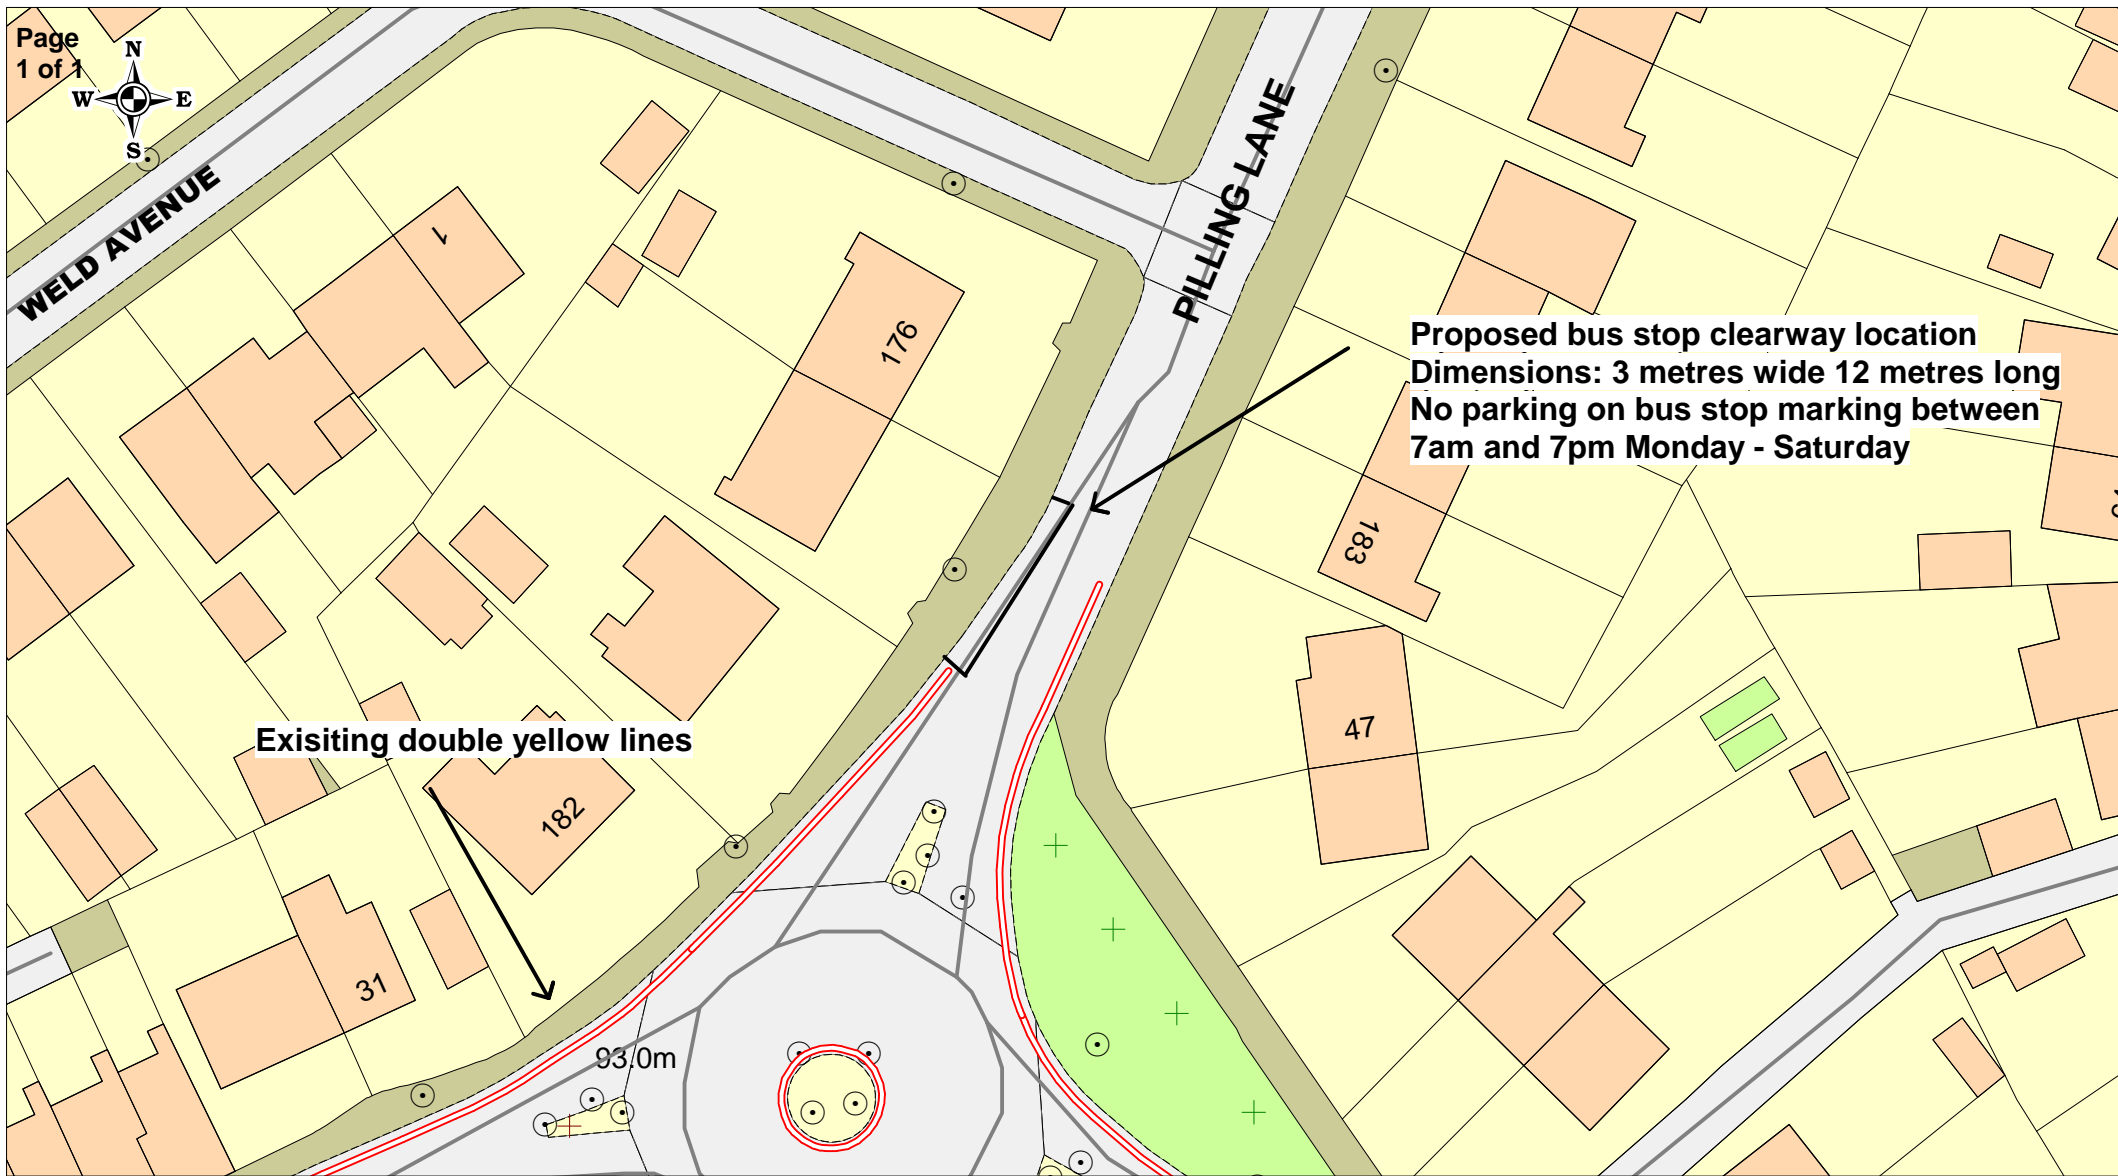 Page
1 of 1
N
W E
S
WELD AVENUE
PILLING LANE
1
176
Proposed bus stop clearway location
Dimensions: 3 metres wide 12 metres long
No parking on bus stop marking between
7am and 7pm Monday - Saturday
183
47
Exisiting double yellow lines
182
31
93.0m